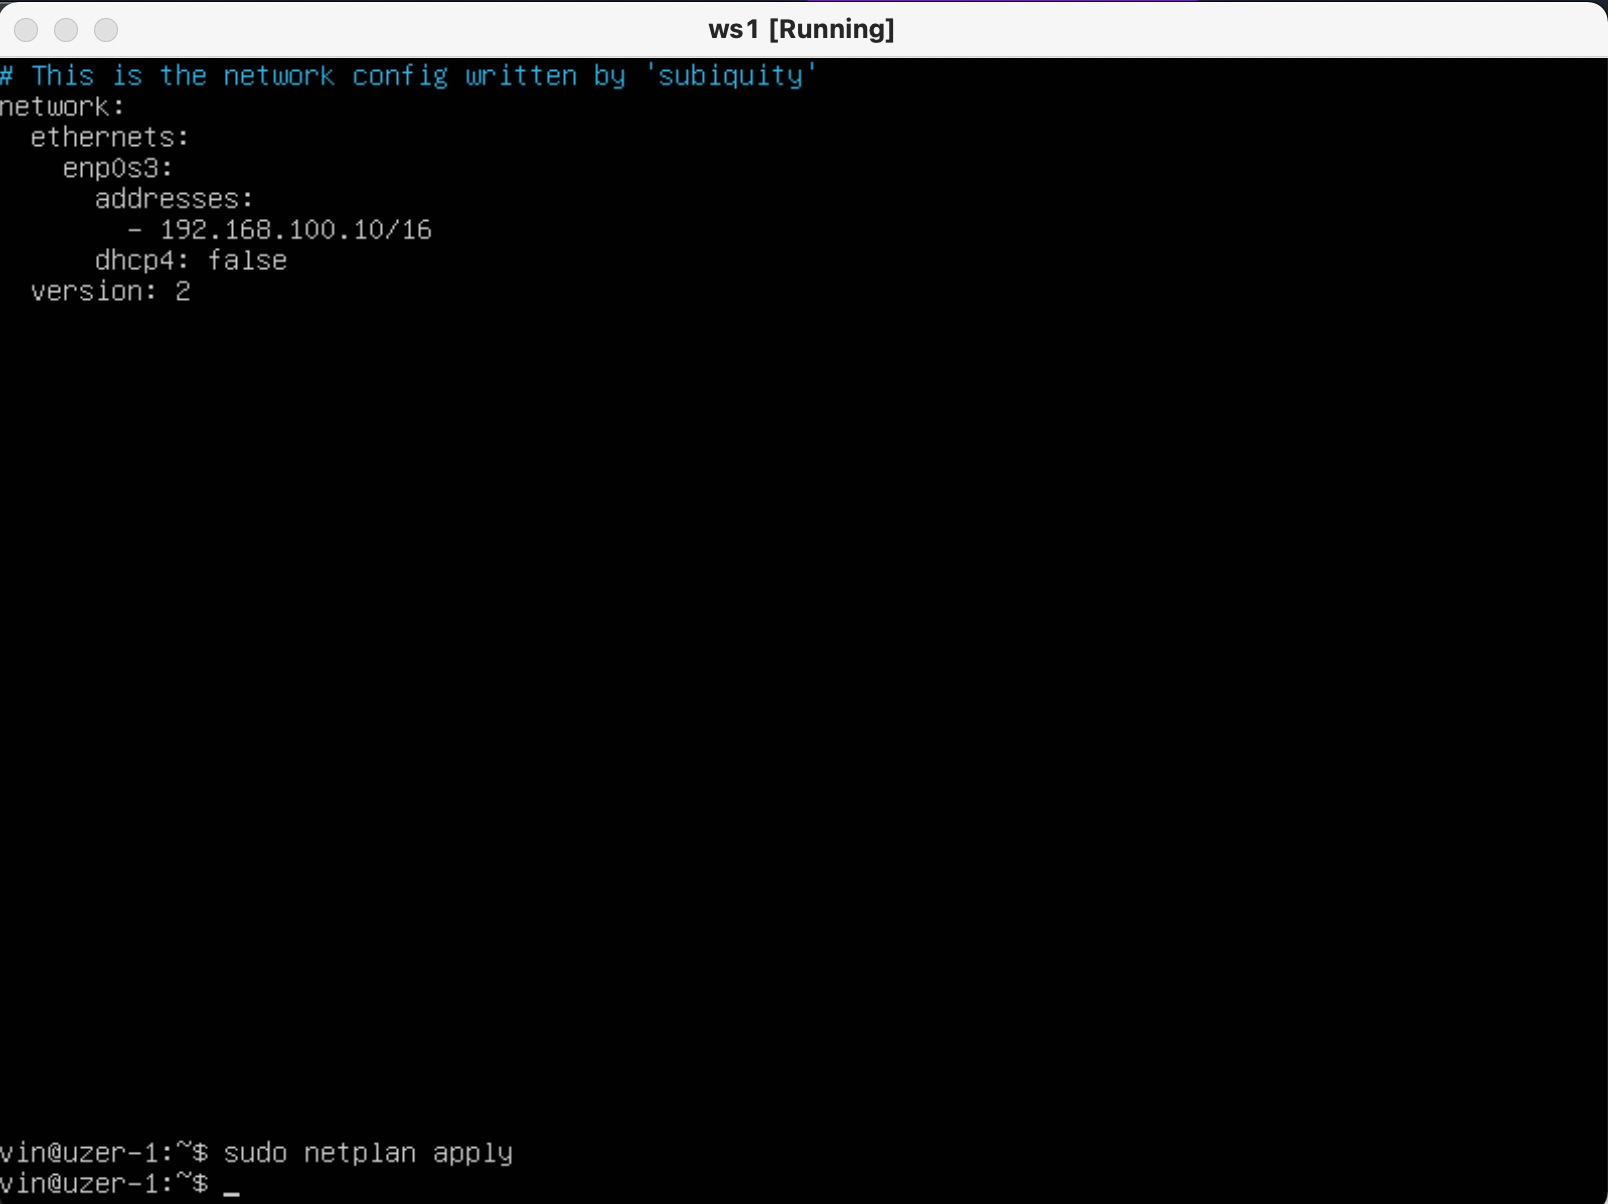 ws1 [Running]
# This is the network config written by 'subiquity'
network:
  ethernets:
    enp0s3:
      addresses:
        - 192.168.100.10/16
      dhcp4: false
  version: 2
vin@uzer-1:~$ sudo netplan apply
vin@uzer-1:~$ _